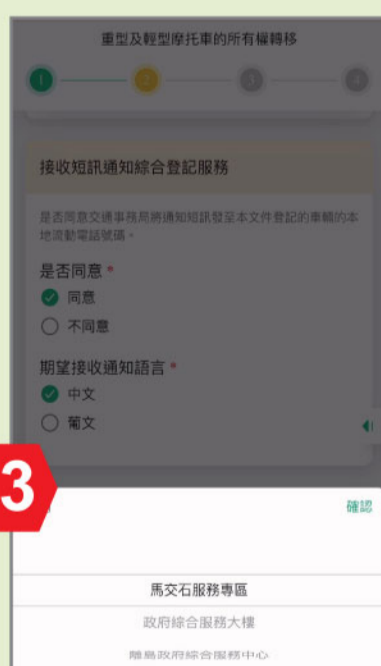 重型及輕型摩托車的所有權轉移
1
2
3
4
接收短訊通知綜合登記服務
是否同意交通事務局將通知短訊發至本文件登記的車輛的本
地流動電話號碼。
是否同意*
同意
不同意
期望接收通知語言*
中文
葡文
3
確認
馬交石服務專區
政府綜合服務大樓
離島政府綜合服務中心